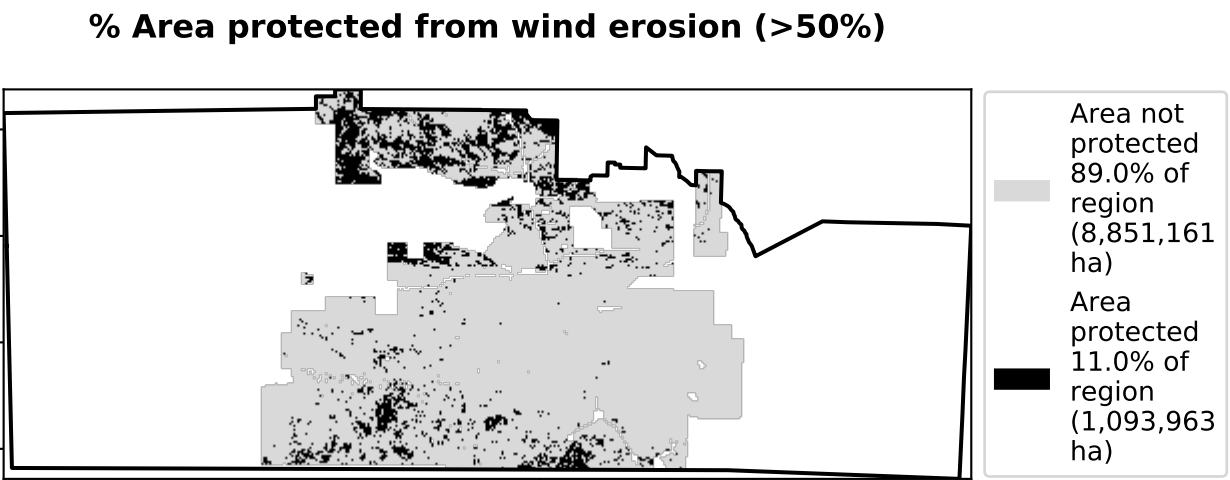 % Area protected from wind erosion (>50%)
Area not
protected
89.0% of
region
(8,851,161
ha)
Area
protected
11.0% of
region
(1,093,963
ha)